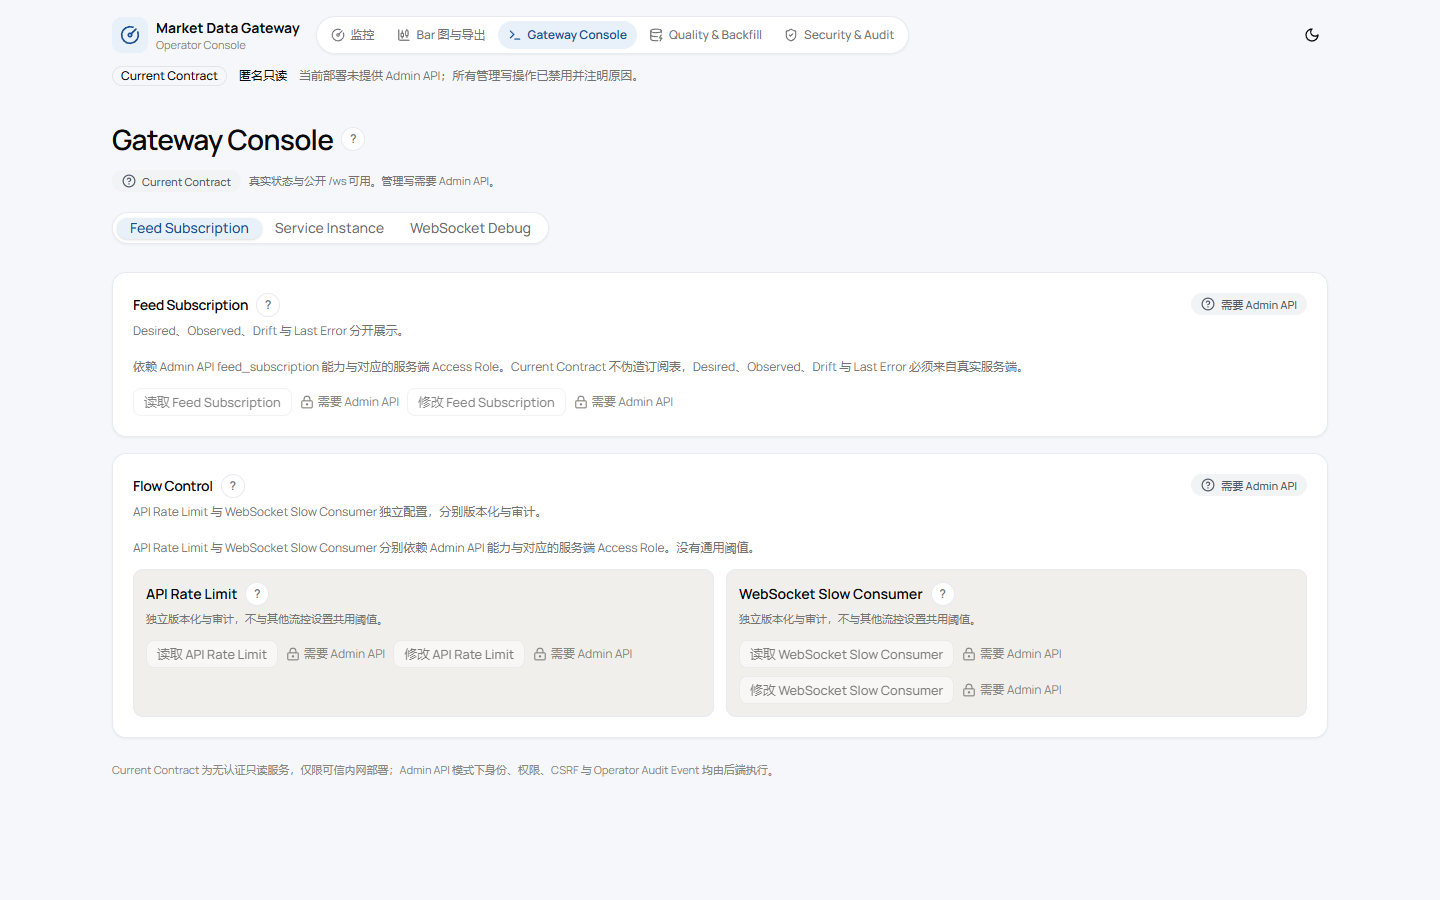 Market Data Gateway
Operator Console
监控
Bar 图与导出
Gateway Console
Quality & Backfill
Security & Audit
Current Contract 匿名只读 当前部署未提供 Admin API；所有管理写操作已禁用并注明原因。
Gateway Console ?
Current Contract 真实状态与公开 /ws 可用。管理写需要 Admin API。
Feed Subscription Service Instance WebSocket Debug
Feed Subscription ? 需要 Admin API
Desired、Observed、Drift 与 Last Error 分开展示。
依赖 Admin API feed_subscription 能力与对应的服务端 Access Role。Current Contract 不伪造订阅表，Desired、Observed、Drift 与 Last Error 必须来自真实服务端。
读取 Feed Subscription 需要 Admin API 修改 Feed Subscription 需要 Admin API
Flow Control ? 需要 Admin API
API Rate Limit 与 WebSocket Slow Consumer 独立配置，分别版本化与审计。
API Rate Limit 与 WebSocket Slow Consumer 分别依赖 Admin API 能力与对应的服务端 Access Role。没有通用阈值。
API Rate Limit ?
独立版本化与审计，不与其他流控设置共用阈值。
读取 API Rate Limit 需要 Admin API 修改 API Rate Limit 需要 Admin API
WebSocket Slow Consumer ?
独立版本化与审计，不与其他流控设置共用阈值。
读取 WebSocket Slow Consumer 需要 Admin API
修改 WebSocket Slow Consumer 需要 Admin API
Current Contract 为无认证只读服务，仅限可信内网部署；Admin API 模式下身份、权限、CSRF 与 Operator Audit Event 均由后端执行。